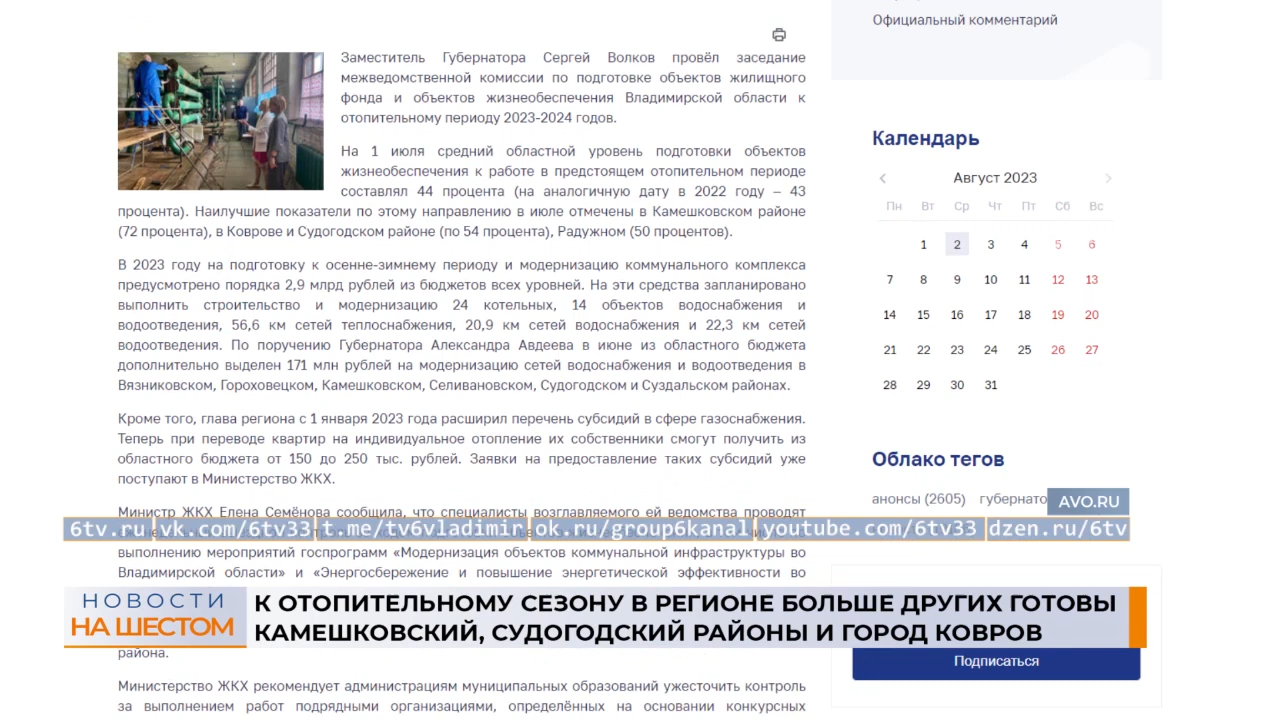 Официальный комментарий
Заместитель Губернатора Сергей Волков провёл заседание
межведомственной комиссии по подготовке объектов жилищного
фонда и объектов жизнеобеспечения Владимирской области к
отопительному периоду 2023-2024 годов.
На 1 июля средний областной уровень подготовки объектов
жизнеобеспечения к работе в предстоящем отопительном периоде
составлял 44 процента (на аналогичную дату в 2022 году – 43
процента). Наилучшие показатели по этому направлению в июле отмечены в Камешковском районе
(72 процента), в Коврове и Судогодском районе (по 54 процента), Радужном (50 процентов).
В 2023 году на подготовку к осенне-зимнему периоду и модернизацию коммунального комплекса
предусмотрено порядка 2,9 млрд рублей из бюджетов всех уровней. На эти средства запланировано
выполнить строительство и модернизацию 24 котельных, 14 объектов водоснабжения и
водоотведения, 56,6 км сетей теплоснабжения, 20,9 км сетей водоснабжения и 22,3 км сетей
водоотведения. По поручению Губернатора Александра Авдеева в июне из областного бюджета
дополнительно выделен 171 млн рублей на модернизацию сетей водоснабжения и водоотведения в
Вязниковском, Гороховецком, Камешковском, Селивановском, Судогодском и Суздальском районах.
Кроме того, глава региона с 1 января 2023 года расширил перечень субсидий в сфере газоснабжения.
Теперь при переводе квартир на индивидуальное отопление их собственники смогут получить из
областного бюджета от 150 до 250 тыс. рублей. Заявки на предоставление таких субсидий уже
поступают в Министерство ЖКХ.
Министр ЖКХ Елена Семёнова сообщила, что специалисты возглавляемого ей ведомства проводят
выполнению мероприятий госпрограмм «Модернизация объектов коммунальной инфраструктуры во
Владимирской области» и «Энергосбережение и повышение энергетической эффективности во
района.
Министерство ЖКХ рекомендует администрациям муниципальных образований ужесточить контроль
за выполнением работ подрядными организациями, определённых на основании конкурсных
Календарь
Август 2023
Пн Вт Ср Чт Пт Сб Вс
1 2 3 4 5 6
7 8 9 10 11 12 13
14 15 16 17 18 19 20
21 22 23 24 25 26 27
28 29 30 31
Облако тегов
анонсы (2605) губернато
AVO.RU
6tv.ru vk.com/6tv33 t.me/tv6vladimir ok.ru/group6kanal youtube.com/6tv33 dzen.ru/6tv
НОВОСТИ
НА ШЕСТОМ
К ОТОПИТЕЛЬНОМУ СЕЗОНУ В РЕГИОНЕ БОЛЬШЕ ДРУГИХ ГОТОВЫ
КАМЕШКОВСКИЙ, СУДОГОДСКИЙ РАЙОНЫ И ГОРОД КОВРОВ
Подписаться